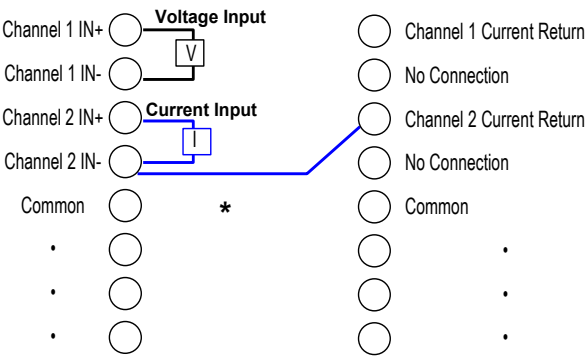 Voltage Input
Channel 1 IN+
V
Channel 1 Current Return
Channel 1 IN-
No Connection
Channel 2 IN+
Current Input
Channel 2 Current Return
I
Channel 2 IN-
No Connection
Common
*
Common